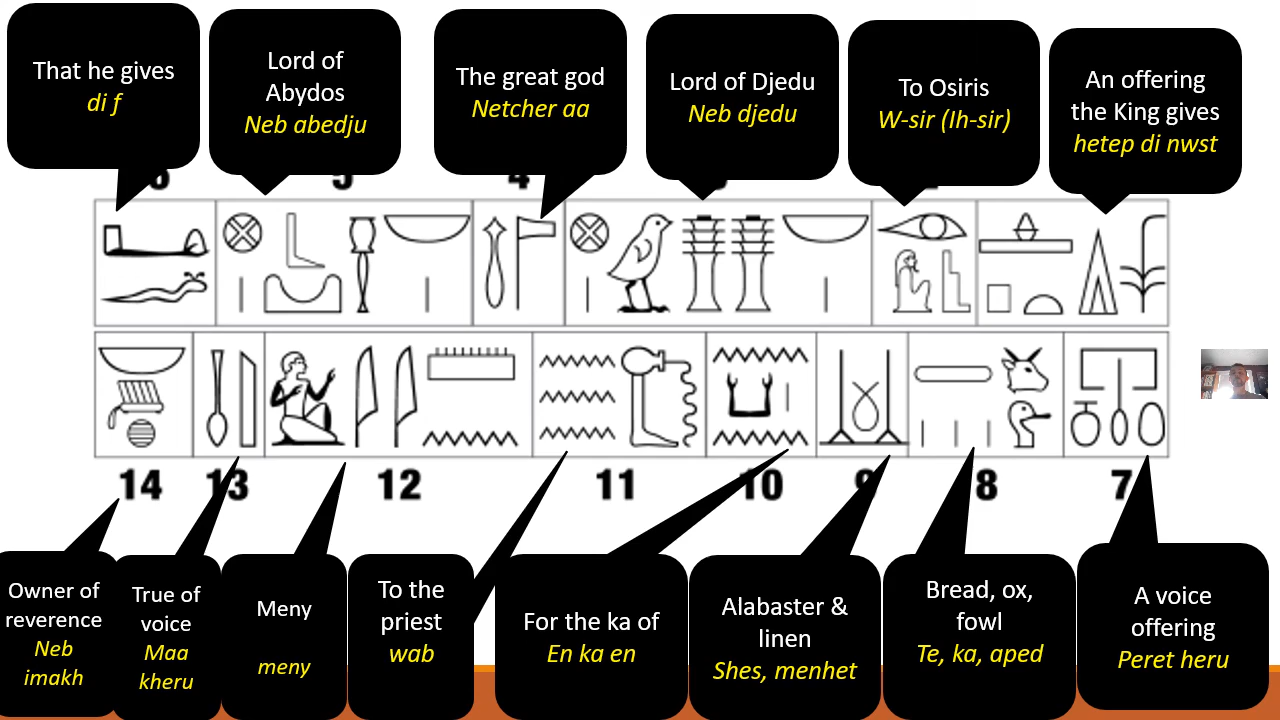 That he gives
di f
Lord of
Abydos
Neb abedju
The great god
Netcher aa
Lord of Djedu
Neb djedu
To Osiris
W-sir (Ih-sir)
An offering
the King gives
hetep di nwst
14 13 12 11 10 9 8 7
Owner of
reverence
Neb
imakh
True of
voice
Maa
kheru
Meny
meny
To the
priest
wab
For the ka of
En ka en
Alabaster &
linen
Shes, menhet
Bread, ox,
fowl
Te, ka, aped
A voice
offering
Peret heru